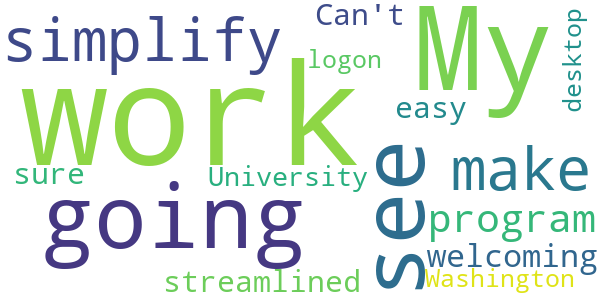 simplify
Can't
My
desktop
work
logon
easy
sure
University
see
make
going
program
welcoming
streamlined
Washington